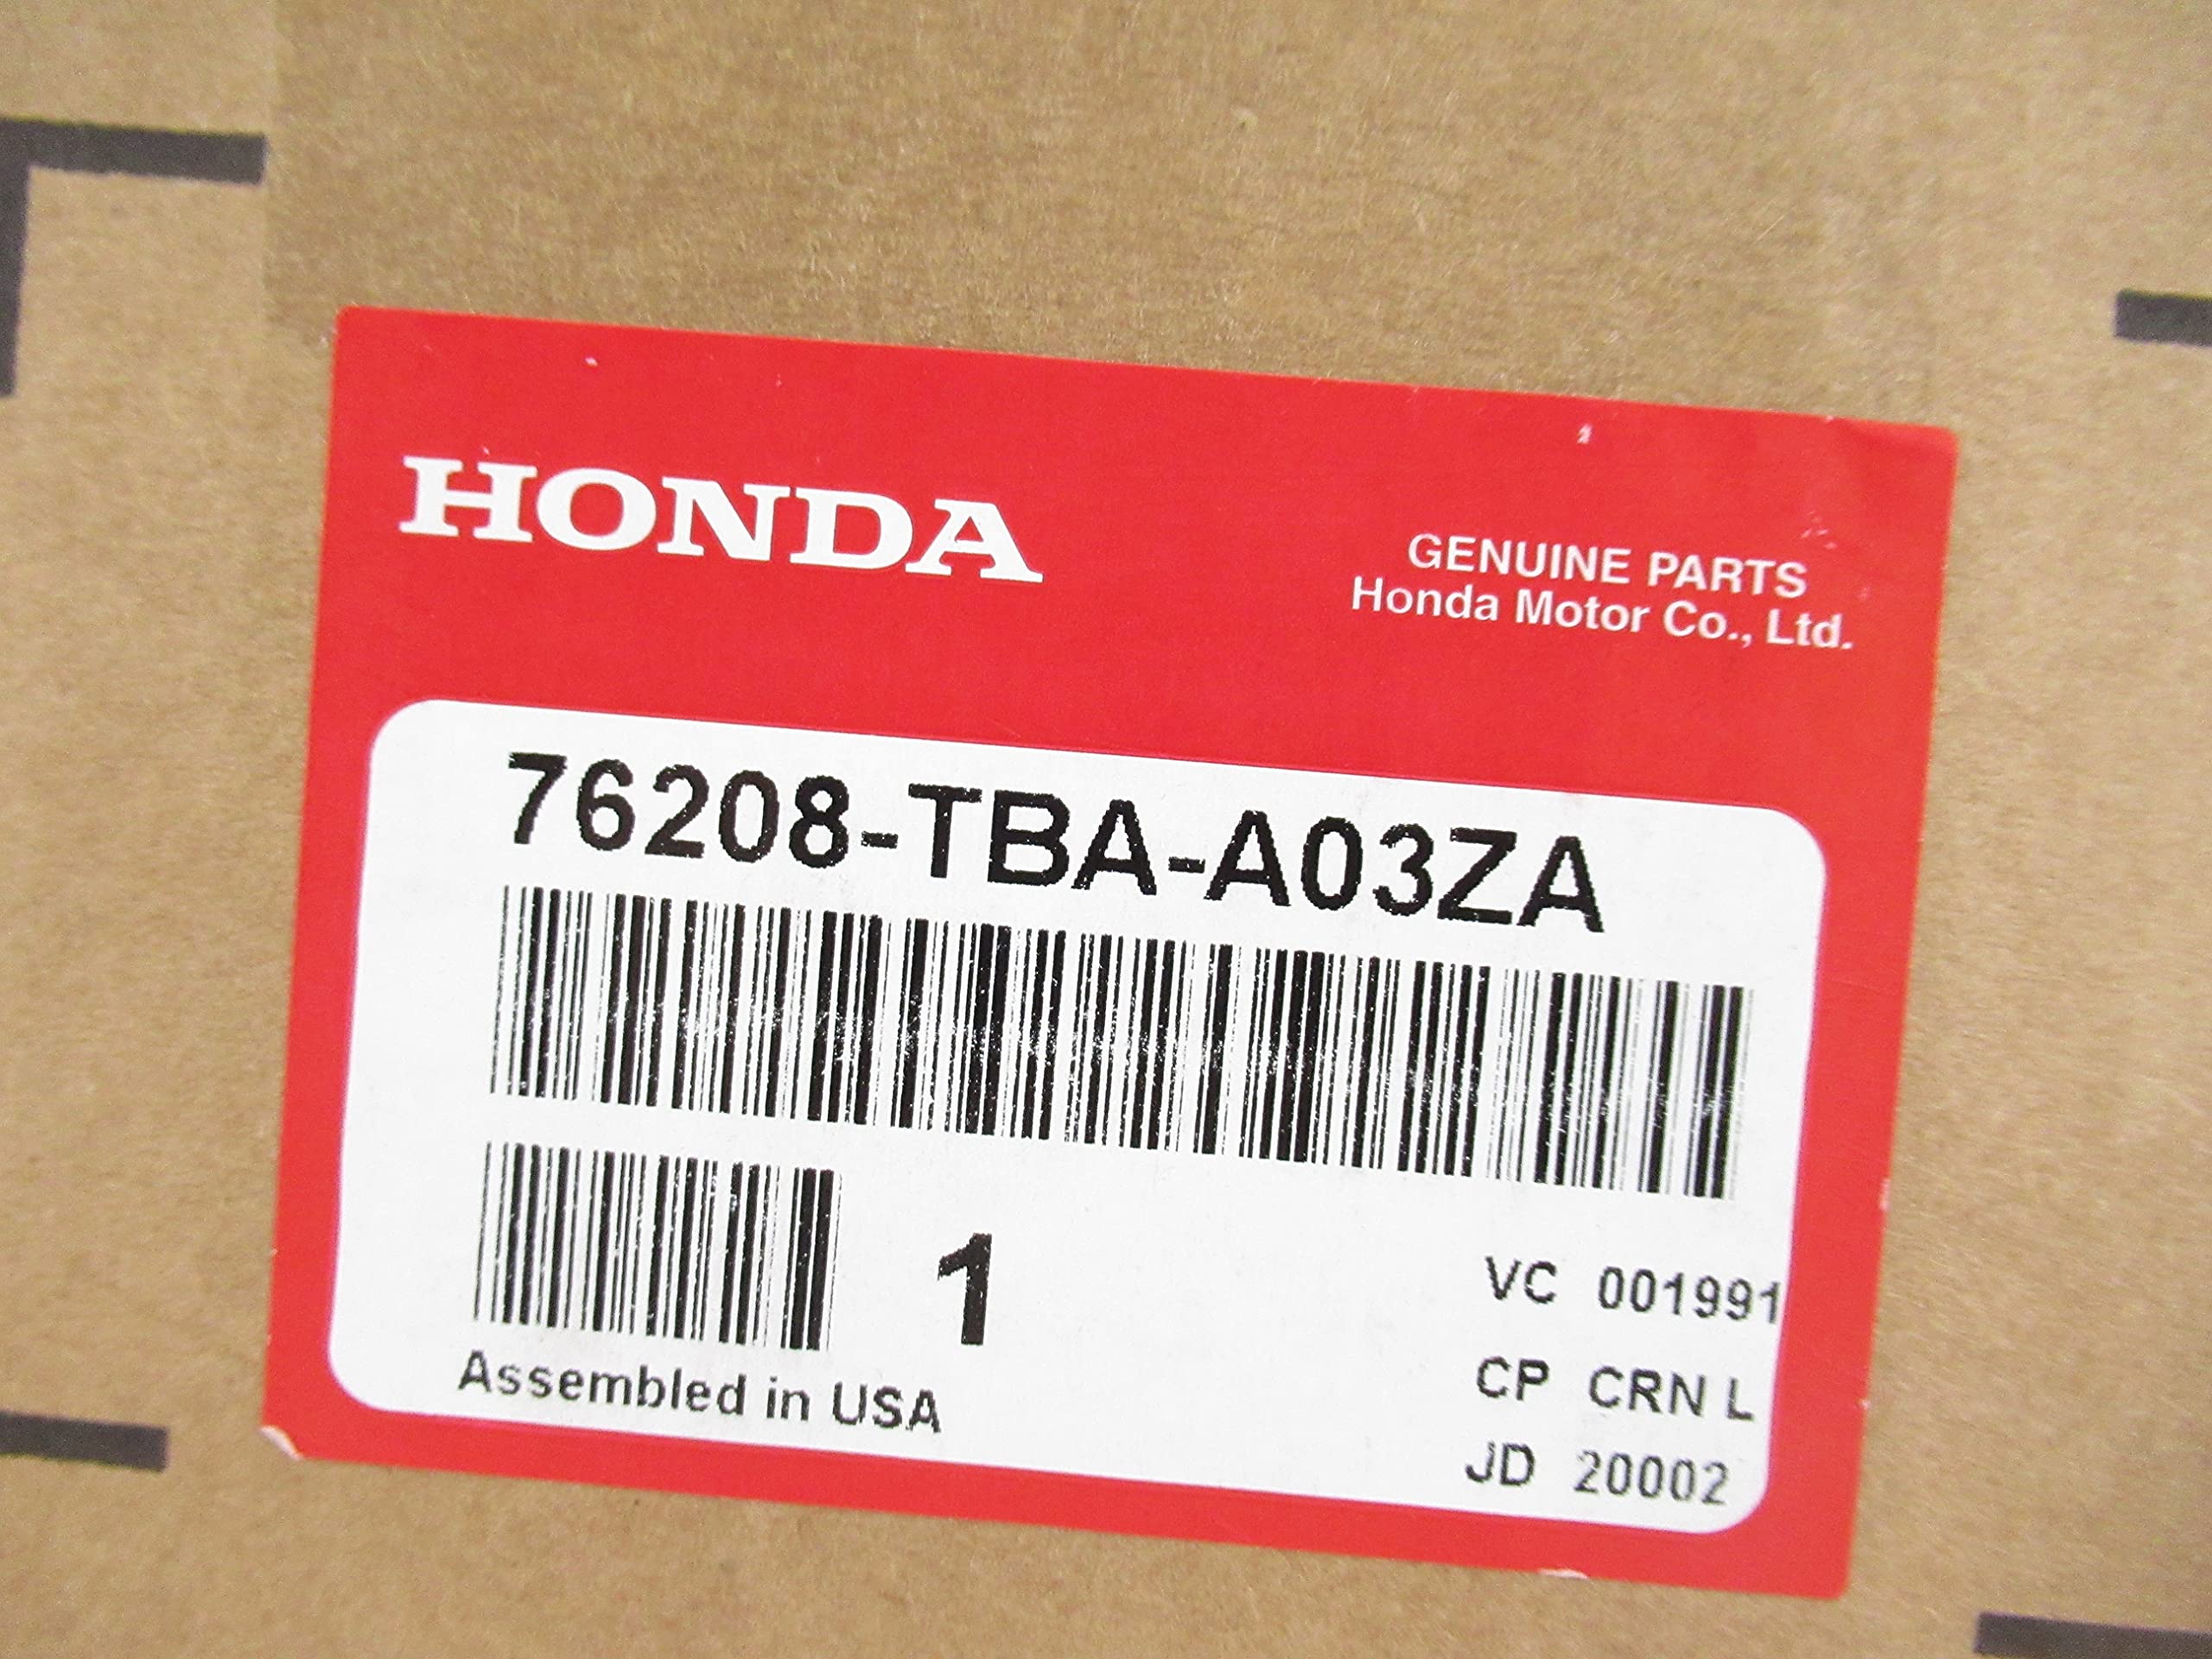 HONDA
GENUINE PARTS
Honda Motor Co., Ltd.
76208-TBA-A03ZA
1
VC 001991
Assembled in USA
CP CRN L
JD 20002